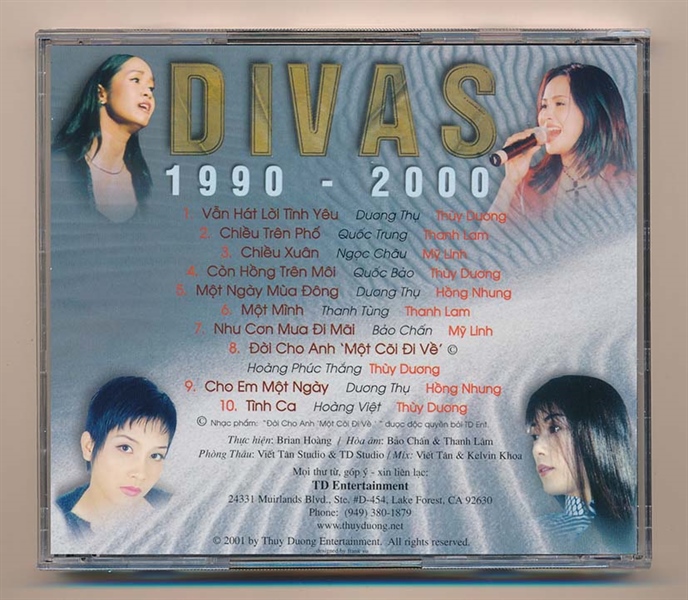 DIVAS
1990 - 2000
1. Vẫn Hát Lời Tình Yêu Dương Thụ Thùy Dương
2. Chiều Trên Phố Quốc Trung Thanh Lam
3. Chiều Xuân Ngọc Châu Mỹ Linh
4. Còn Hồng Trên Môi Quốc Bảo Thùy Dương
5. Một Ngày Mùa Đông Dương Thụ Hồng Nhung
6. Một Mình Thanh Tùng Thanh Lam
7. Như Cơn Mưa Đi Mãi Bảo Chấn Mỹ Linh
8. Đời Cho Anh ‘Một Cõi Đi Về’ ©
Hoàng Phúc Thắng Thùy Dương
9. Cho Em Một Ngày Dương Thụ Hồng Nhung
10. Tình Ca Hoàng Việt Thùy Dương
© Nhạc phẩm: “Đời Cho Anh ‘Một Cõi Đi Về’ ” được độc quyền bởi TD Ent.
Thực hiện: Brian Hoàng / Hòa âm: Bảo Chấn & Thanh Lâm
Phòng Thâu: Viết Tân Studio & TD Studio / Mix: Viết Tân & Kelvin Khoa
Mọi thư từ, góp ý - xin liên lạc:
TD Entertainment
24331 Muirlands Blvd., Ste. #D-454, Lake Forest, CA 92630
Phone: (949) 380-1879
www.thuyduong.net
© 2001 by Thuy Duong Entertainment. All rights reserved.
designed by